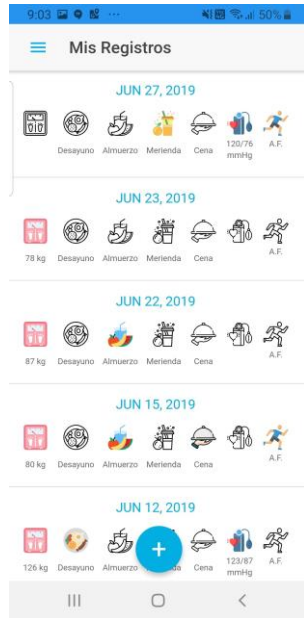 9:03 50%
Mis Registros
JUN 27, 2019
Desayuno Almuerzo Merienda Cena 120/76 mmHg A.F.
JUN 23, 2019
78 kg Desayuno Almuerzo Merienda Cena A.F.
JUN 22, 2019
87 kg Desayuno Almuerzo Merienda Cena A.F.
JUN 15, 2019
80 kg Desayuno Almuerzo Merienda Cena A.F.
JUN 12, 2019
126 kg Desayuno Almuerzo Cena 123/87 mmHg A.F.